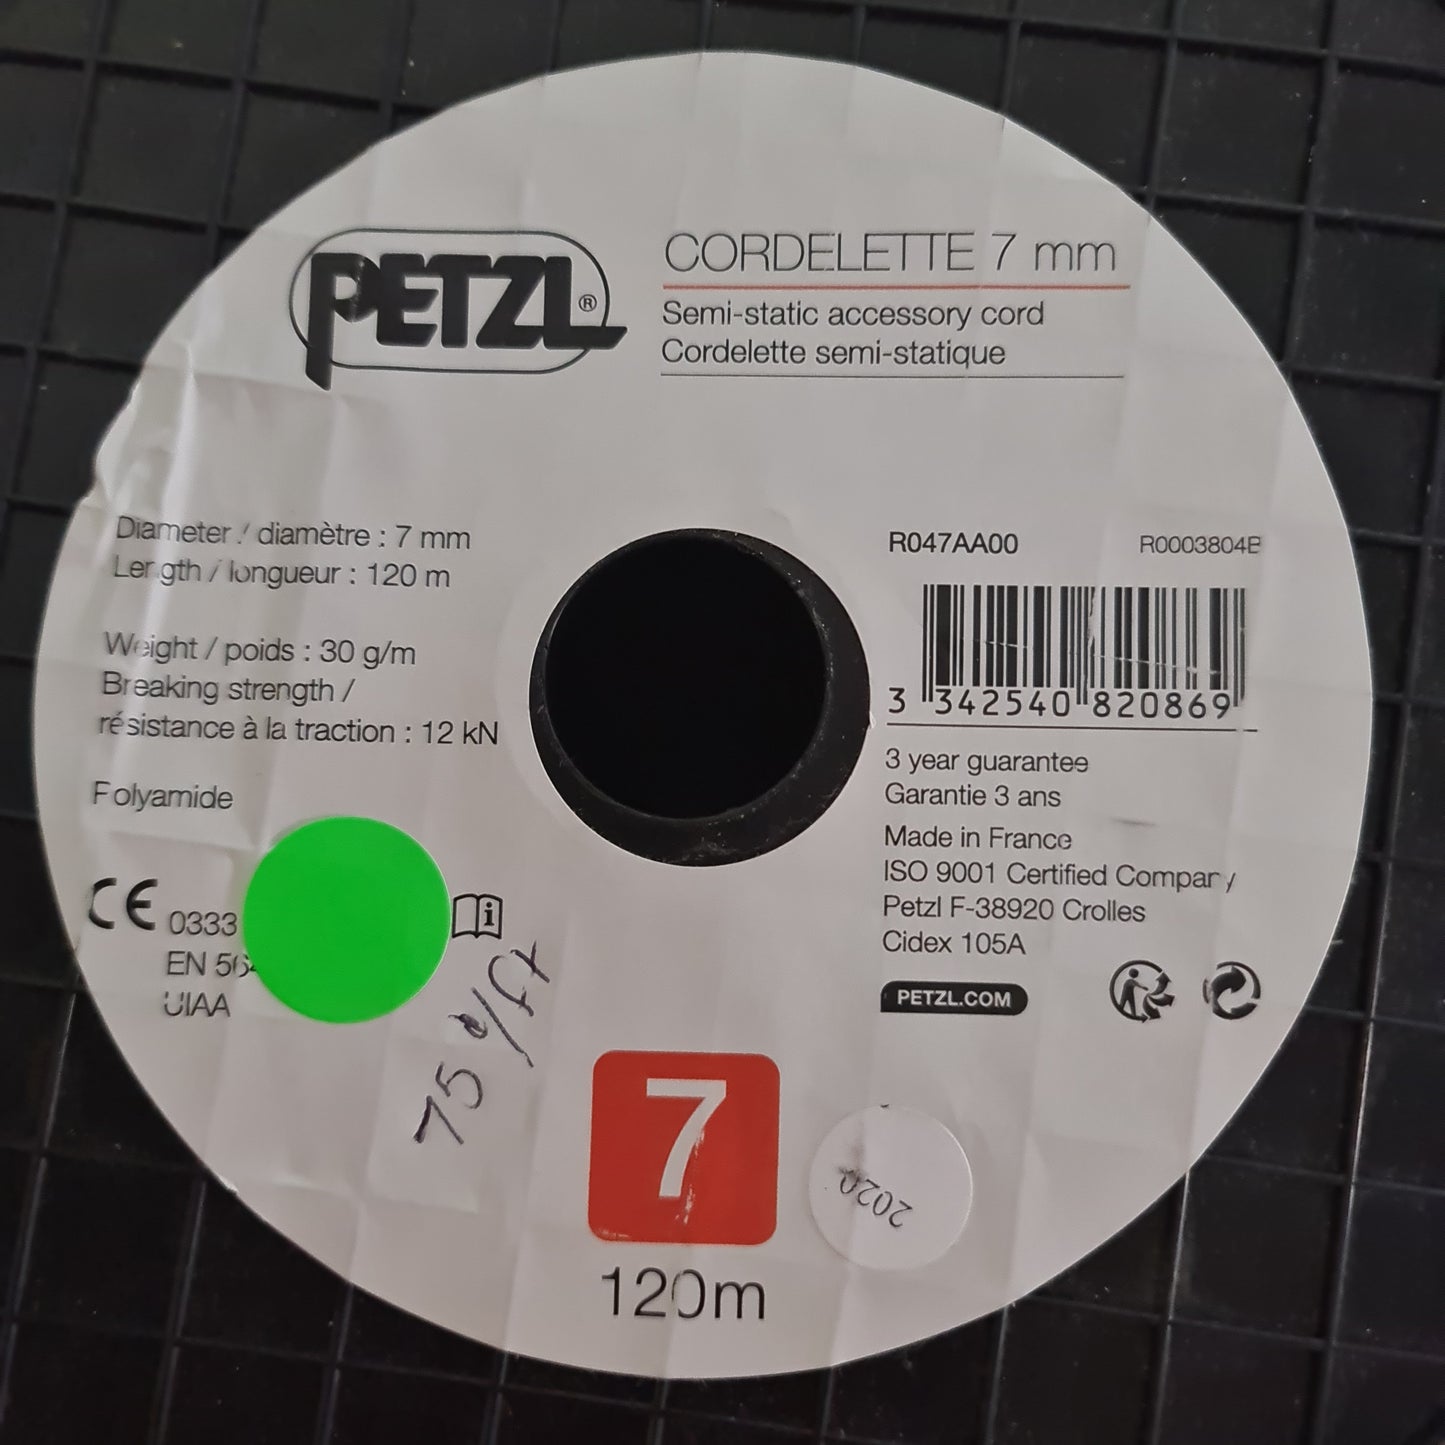 PETZL®
CORDELETTE 7 mm
Semi-static accessory cord
Cordelette semi-statique
Diameter / diamètre : 7 mm
Length / longueur : 120 m
Weight / poids : 30 g/m
Breaking strength /
résistance à la traction : 12 kN
Polyamide
CE 0333
EN 564
UIAA
75¢/ft
R047AA00 R0003804E
3 342540 820869
3 year guarantee
Garantie 3 ans
Made in France
ISO 9001 Certified Company
Petzl F-38920 Crolles
Cidex 105A
PETZL.COM
7
120m
2020